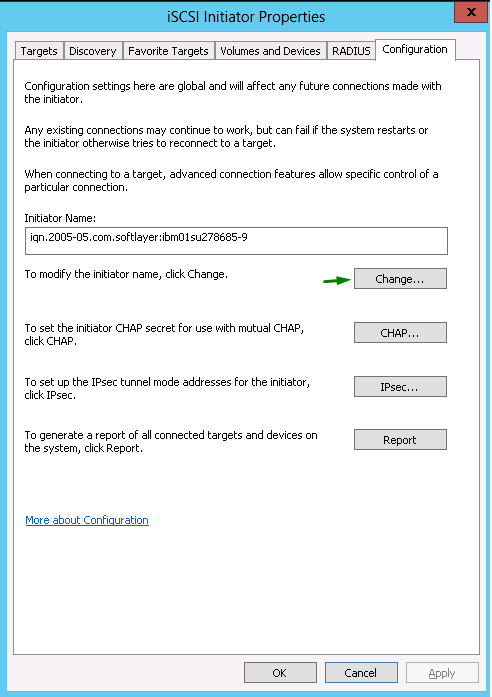 iSCSI Initiator Properties
x
Targets Discovery Favorite Targets Volumes and Devices RADIUS Configuration
Configuration settings here are global and will affect any future connections made with
the initiator.
Any existing connections may continue to work, but can fail if the system restarts or
the initiator otherwise tries to reconnect to a target.
When connecting to a target, advanced connection features allow specific control of a
particular connection.
Initiator Name:
iqn.2005-05.com.softlayer:ibm01su278685-9
To modify the initiator name, click Change.
Change...
To set the initiator CHAP secret for use with mutual CHAP,
click CHAP.
CHAP...
To set up the IPsec tunnel mode addresses for the initiator,
click IPsec.
IPsec...
To generate a report of all connected targets and devices on
the system, click Report.
Report
More about Configuration
OK Cancel Apply